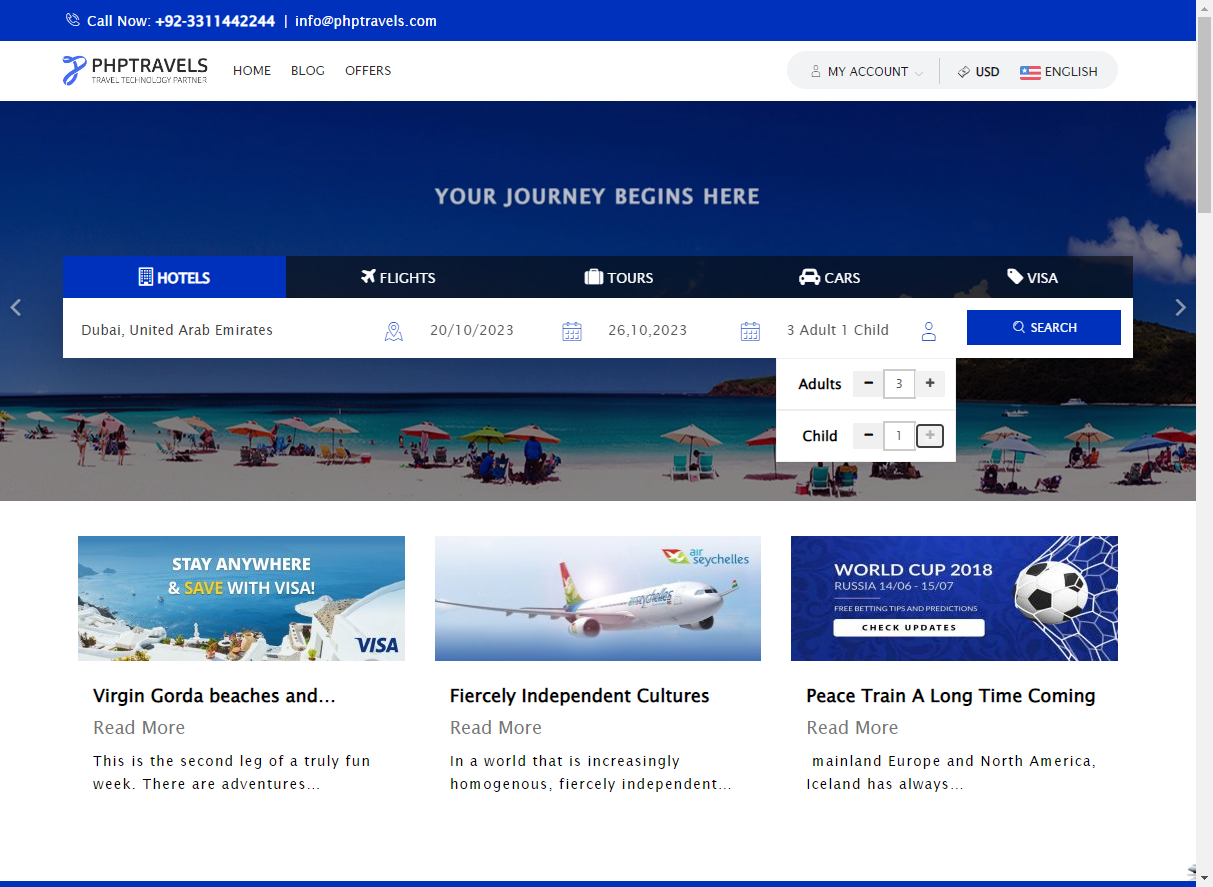 Call Now: +92-3311442244 | info@phptravels.com
PHPTRAVELS
TRAVEL TECHNOLOGY PARTNER
HOME BLOG OFFERS
MY ACCOUNT USD ENGLISH
YOUR JOURNEY BEGINS HERE
HOTELS FLIGHTS TOURS CARS VISA
Dubai, United Arab Emirates 20/10/2023 26,10,2023 3 Adult 1 Child SEARCH
Adults - 3 +
Child - 1 +
STAY ANYWHERE
& SAVE WITH VISA!
VISA
air
seychelles
air seychelles
WORLD CUP 2018
RUSSIA 14/06 - 15/07
FREE BETTING TIPS AND PREDICTIONS
CHECK UPDATES
Virgin Gorda beaches and...
Read More
This is the second leg of a truly fun
week. There are adventures...
Fiercely Independent Cultures
Read More
In a world that is increasingly
homogenous, fiercely independent...
Peace Train A Long Time Coming
Read More
mainland Europe and North America,
Iceland has always...